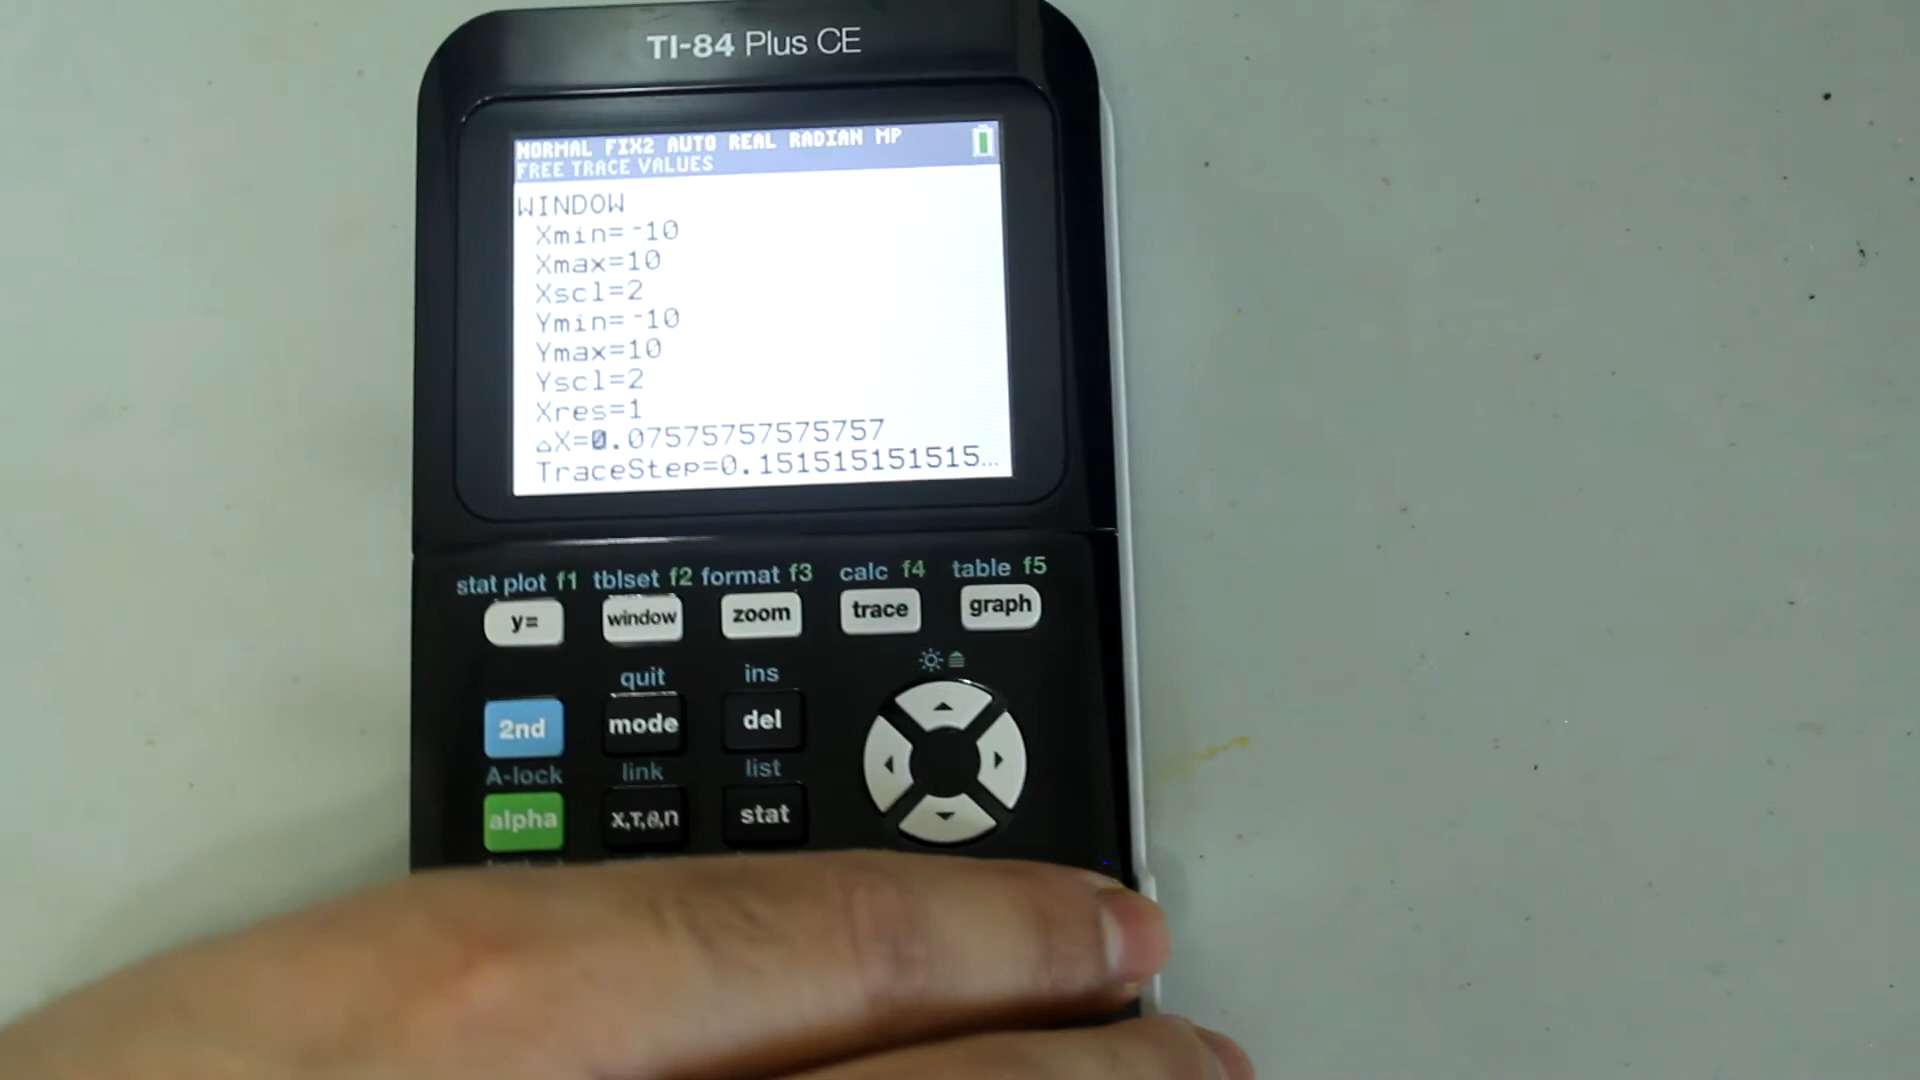 TI-84 Plus CE
NORMAL FIX2 AUTO REAL RADIAN MP
FREE TRACE VALUES
WINDOW
Xmin=-10
Xmax=10
Xscl=2
Ymin=-10
Ymax=10
Yscl=2
Xres=1
△X=0.07575757575757
TraceStep=0.151515151515...
stat plot f1 tblset f2 format f3 calc f4 table f5
y= window zoom trace graph
quit ins
2nd mode del
A-lock link list
alpha X,T,θ,n stat